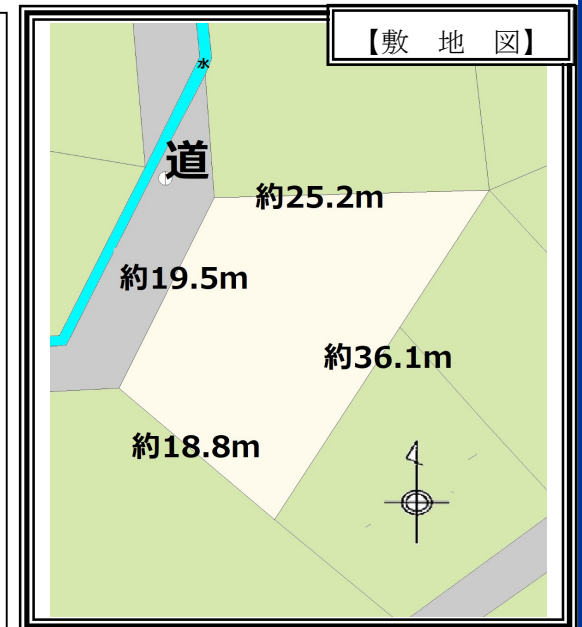 【敷 地 図】
水
道
約25.2m
約19.5m
約36.1m
約18.8m